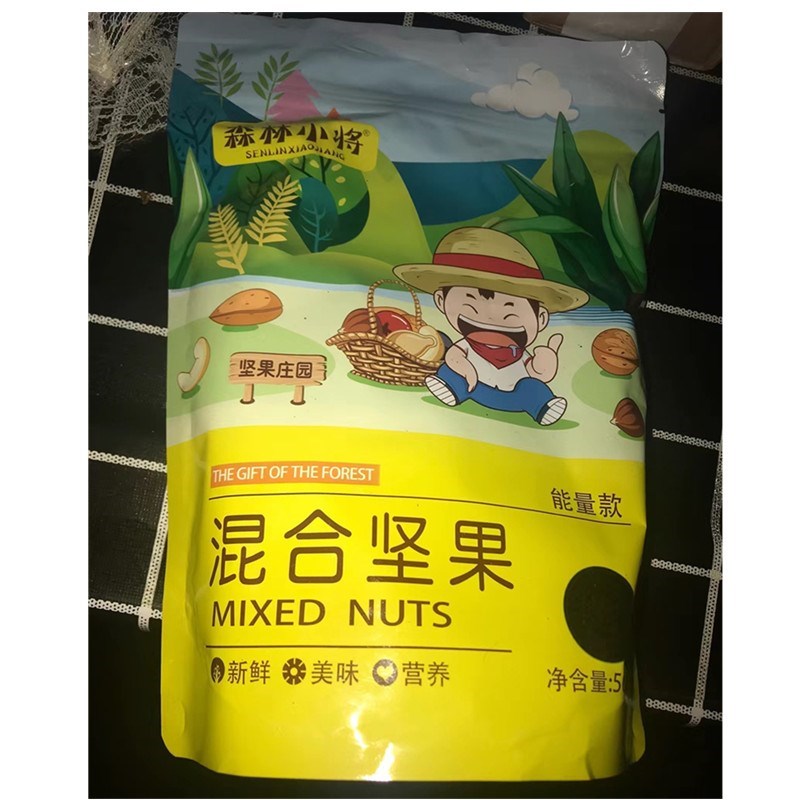 森林小将®
SENLINXIAOJIANG
坚果庄园
THE GIFT OF THE FOREST
能量款
混合坚果
MIXED NUTS
新鲜 美味 营养
净含量:5